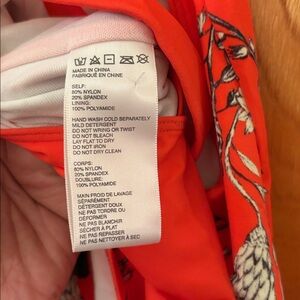 MADE IN CHINA
FABRIQUÉ EN CHINE
SELF:
80% NYLON
20% SPANDEX
LINING:
100% POLYAMIDE
HAND WASH COLD SEPARATELY
MILD DETERGENT
DO NOT WRING OR TWIST
DO NOT BLEACH
LAY FLAT TO DRY
DO NOT IRON
DO NOT DRY CLEAN
CORPS:
80% NYLON
20% SPANDEX
DOUBLURE:
100% POLYAMIDE
MAIN FROID DE LAVAGE
SÉPARÉMENT
DÉTERGENT DOUX
NE PAS TORDRE OU
NE PAS BLANCHIR
SÉCHER À PLAT
NE PAS REPASSER
NE PAS NETTOYER À SEC